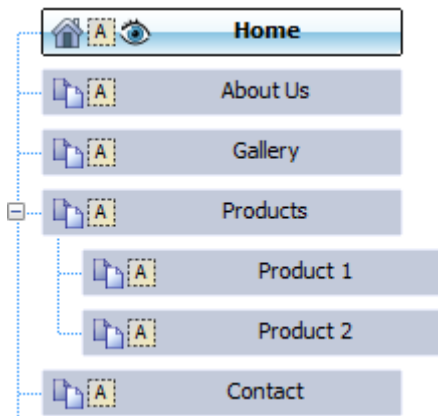 A Home
A About Us
A Gallery
A Products
A Product 1
A Product 2
A Contact